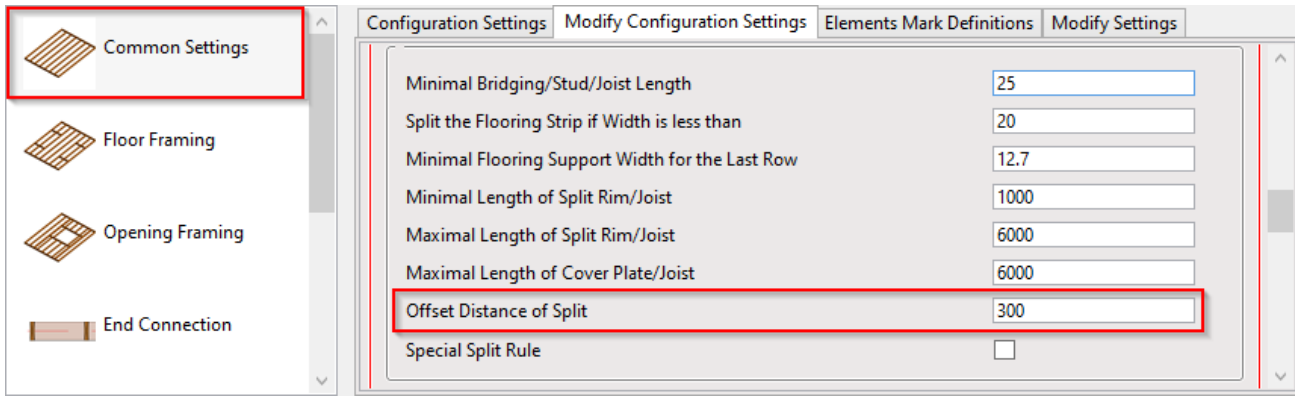 Common Settings
Floor Framing
Opening Framing
End Connection
Configuration Settings Modify Configuration Settings Elements Mark Definitions Modify Settings
Minimal Bridging/Stud/Joist Length 25
Split the Flooring Strip if Width is less than 20
Minimal Flooring Support Width for the Last Row 12.7
Minimal Length of Split Rim/Joist 1000
Maximal Length of Split Rim/Joist 6000
Maximal Length of Cover Plate/Joist 6000
Offset Distance of Split 300
Special Split Rule